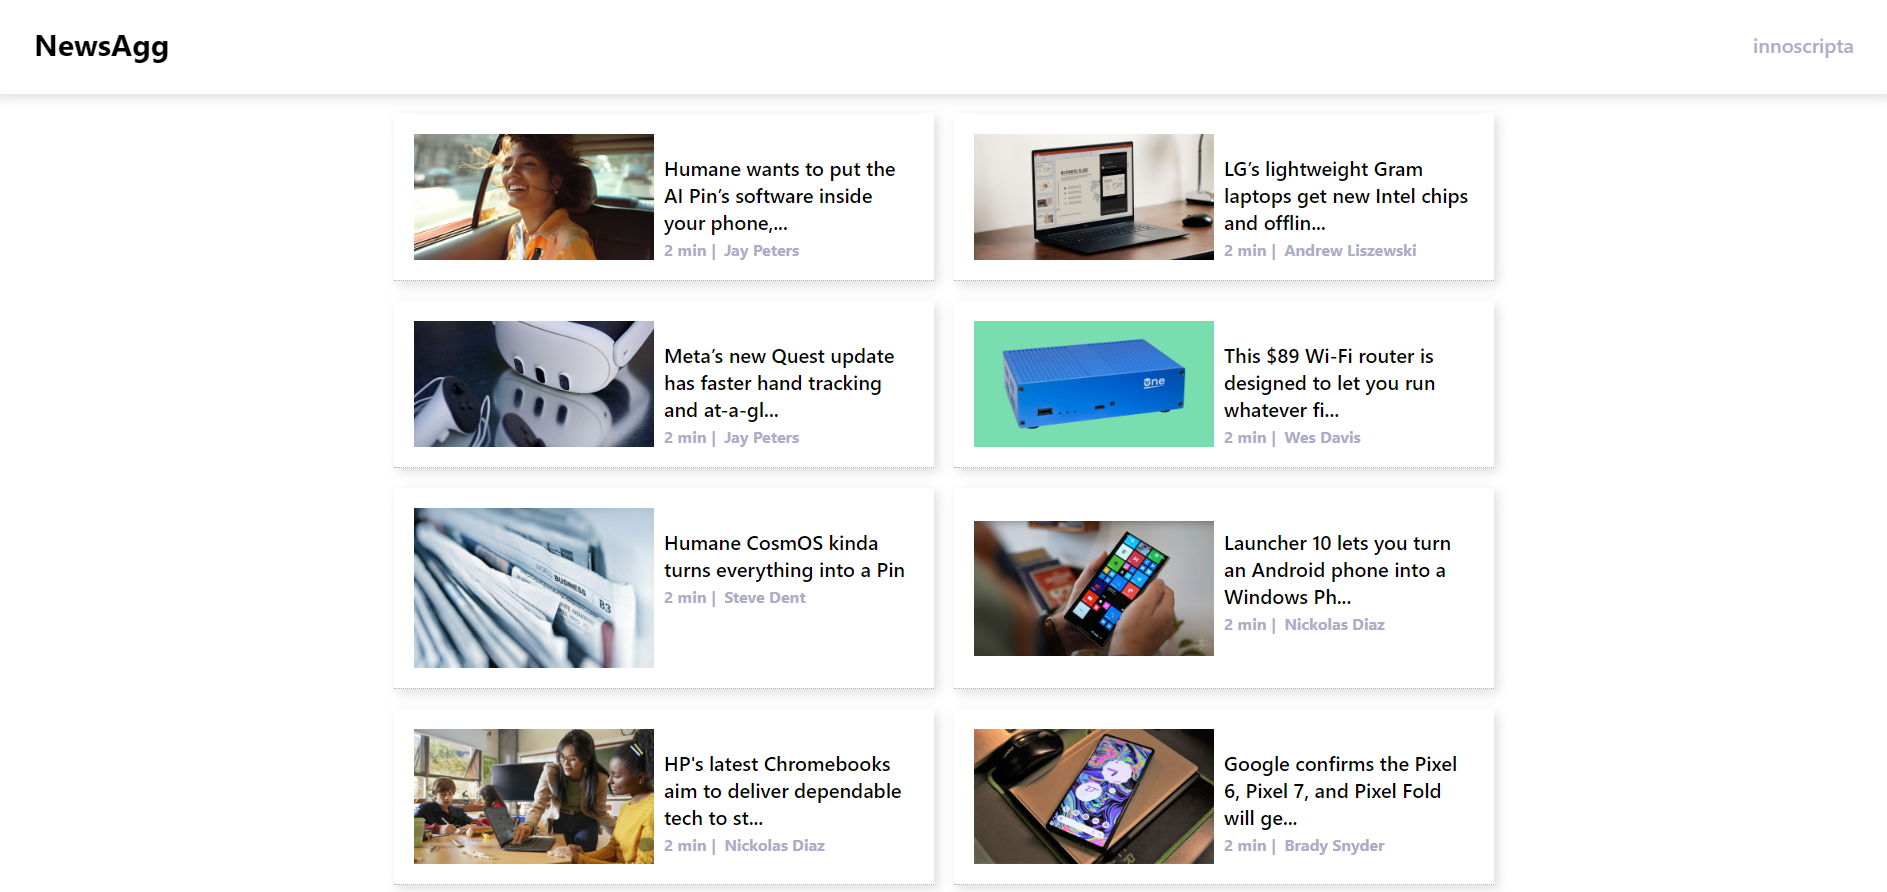 NewsAgg
innoscripta
Humane wants to put the
AI Pin’s software inside
your phone,...
2 min | Jay Peters
LG’s lightweight Gram
laptops get new Intel chips
and offlin...
2 min | Andrew Liszewski
Meta’s new Quest update
has faster hand tracking
and at-a-gl...
2 min | Jay Peters
one
This $89 Wi-Fi router is
designed to let you run
whatever fi...
2 min | Wes Davis
BUSINESS
B3
Humane CosmOS kinda
turns everything into a Pin
2 min | Steve Dent
Launcher 10 lets you turn
an Android phone into a
Windows Ph...
2 min | Nickolas Diaz
HP's latest Chromebooks
aim to deliver dependable
tech to st...
2 min | Nickolas Diaz
27
Google confirms the Pixel
6, Pixel 7, and Pixel Fold
will ge...
2 min | Brady Snyder